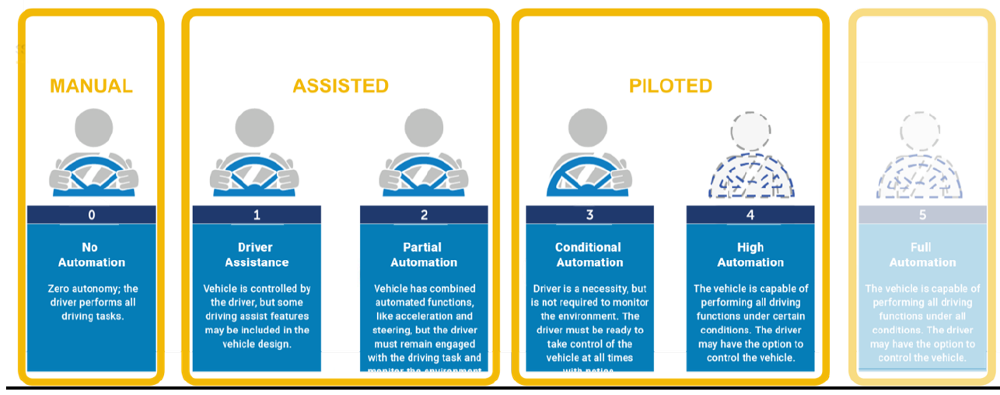 MANUAL
ASSISTED
PILOTED
0
No
Automation
Zero autonomy; the
driver performs all
driving tasks.
1
Driver
Assistance
Vehicle is controlled by
the driver, but some
driving assist features
may be included in the
vehicle design.
2
Partial
Automation
Vehicle has combined
automated functions,
like acceleration and
steering, but the driver
must remain engaged
with the driving task and
monitor the environment
3
Conditional
Automation
Driver is a necessity, but
is not required to monitor
the environment. The
driver must be ready to
take control of the
vehicle at all times
with notice.
4
High
Automation
The vehicle is capable of
performing all driving
functions under certain
conditions. The driver
may have the option to
control the vehicle.
5
Full
Automation
The vehicle is capable of
performing all driving
functions under all
conditions. The driver
may have the option to
control the vehicle.